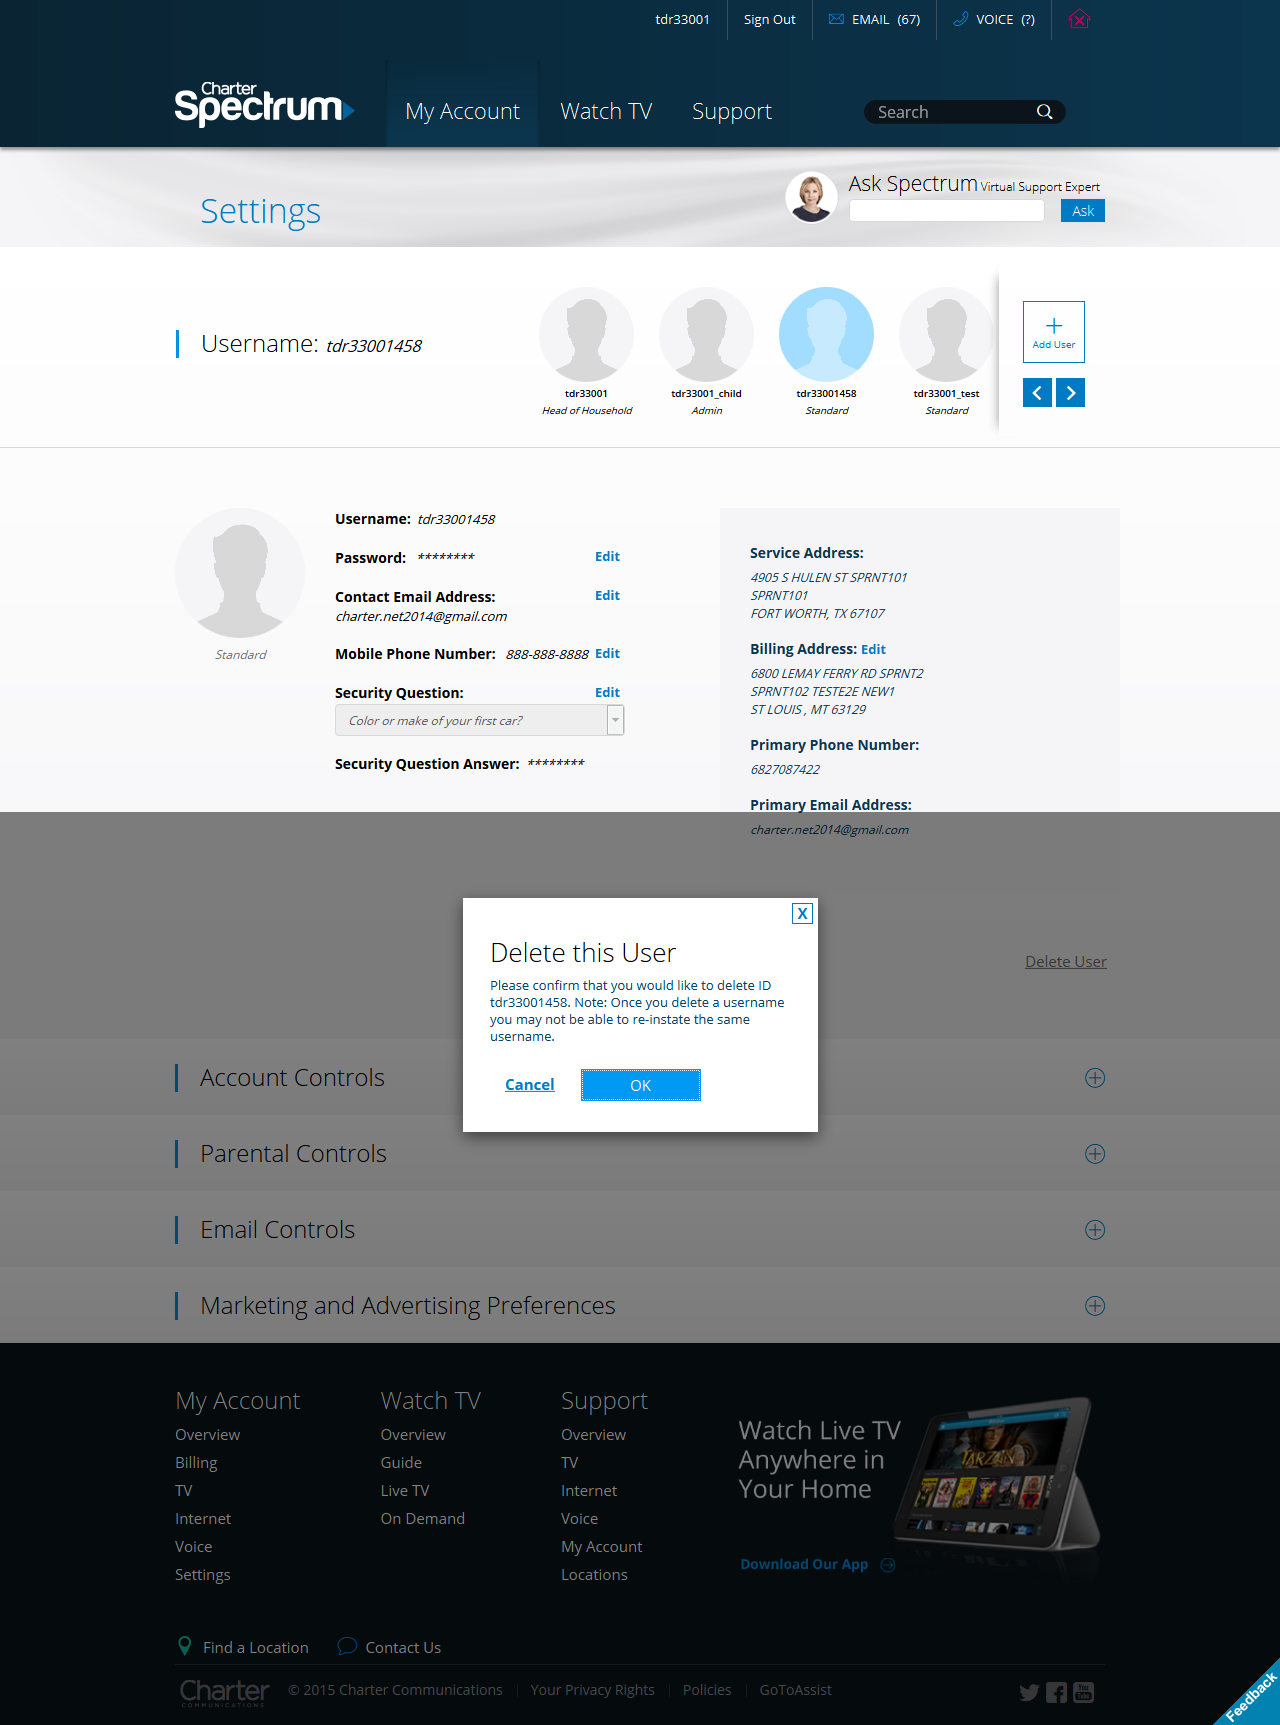 tdr33001
Sign Out
EMAIL (67)
VOICE (?)
Charter
Spectrum
My Account
Watch TV
Support
Search
Settings
Ask Spectrum Virtual Support Expert
Ask
Username: tdr33001458
tdr33001
Head of Household
tdr33001_child
Admin
tdr33001458
Standard
tdr33001_test
Standard
Add User
Standard
Username: tdr33001458
Password: ******** Edit
Contact Email Address: Edit
charter.net2014@gmail.com
Mobile Phone Number: 888-888-8888 Edit
Security Question: Edit
Color or make of your first car?
Security Question Answer: ********
Service Address:
4905 S HULEN ST SPRNT101
SPRNT101
FORT WORTH, TX 67107
Billing Address: Edit
6800 LEMAY FERRY RD SPRNT2
SPRNT102 TESTE2E NEW1
ST LOUIS , MT 63129
Primary Phone Number:
6827087422
Primary Email Address:
charter.net2014@gmail.com
Delete User
X
Delete this User
Please confirm that you would like to delete ID
tdr33001458. Note: Once you delete a username
you may not be able to re-instate the same
username.
Cancel
OK
Account Controls
Parental Controls
Email Controls
Marketing and Advertising Preferences
My Account
Overview
Billing
TV
Internet
Voice
Settings
Watch TV
Overview
Guide
Live TV
On Demand
Support
Overview
TV
Internet
Voice
My Account
Locations
Watch Live TV
Anywhere in
Your Home
TARZAN
Download Our App
Find a Location
Contact Us
Charter
COMMUNICATIONS
© 2015 Charter Communications
Your Privacy Rights
Policies
GoToAssist
You
Tube
Feedback